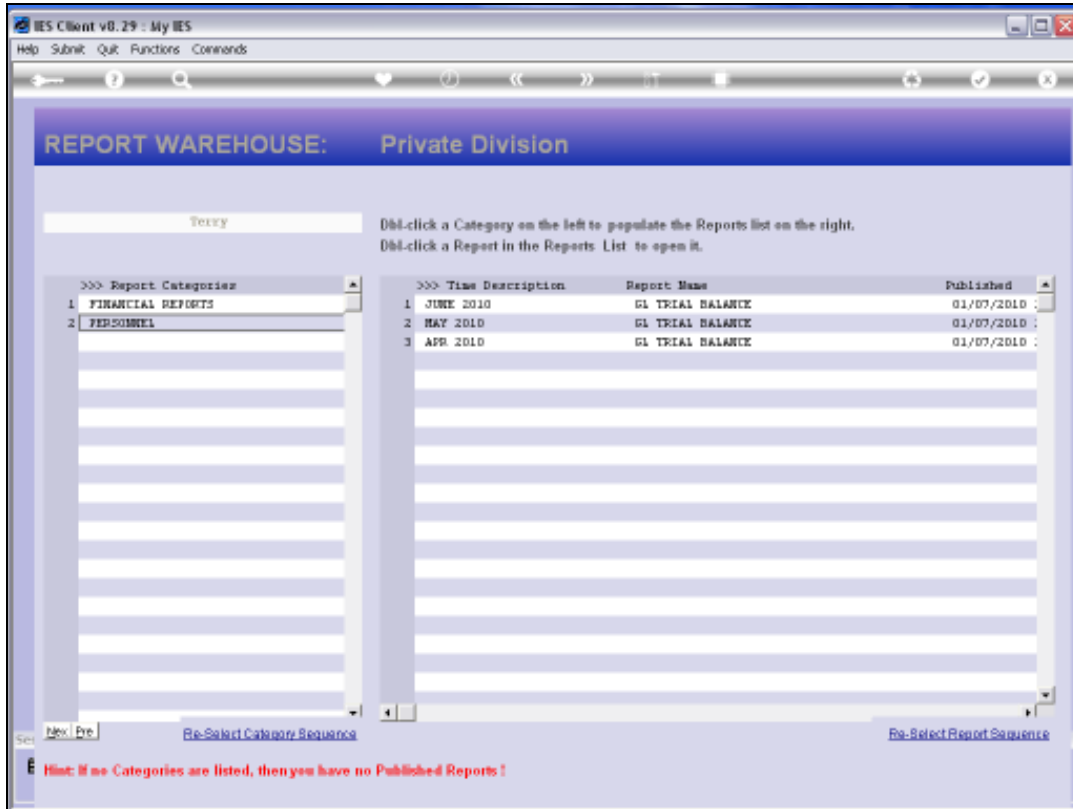 IES Client v8.29 : My IES
Help Submit Quit Functions Commands
REPORT WAREHOUSE: Private Division
Terry
Dbl-click a Category on the left to populate the Reports list on the right.
Dbl-click a Report in the Reports List to open it.
>>> Report Categories
1 FINANCIAL REPORTS
2 PERSONNEL
>>> Time Description Report Name Published
1 JUNE 2010 GL TRIAL BALANCE 01/07/2010
2 MAY 2010 GL TRIAL BALANCE 01/07/2010
3 APR 2010 GL TRIAL BALANCE 01/07/2010
Nex Pre
Re-Select Category Sequence
Re-Select Report Sequence
Hint: If no Categories are listed, then you have no Published Reports !